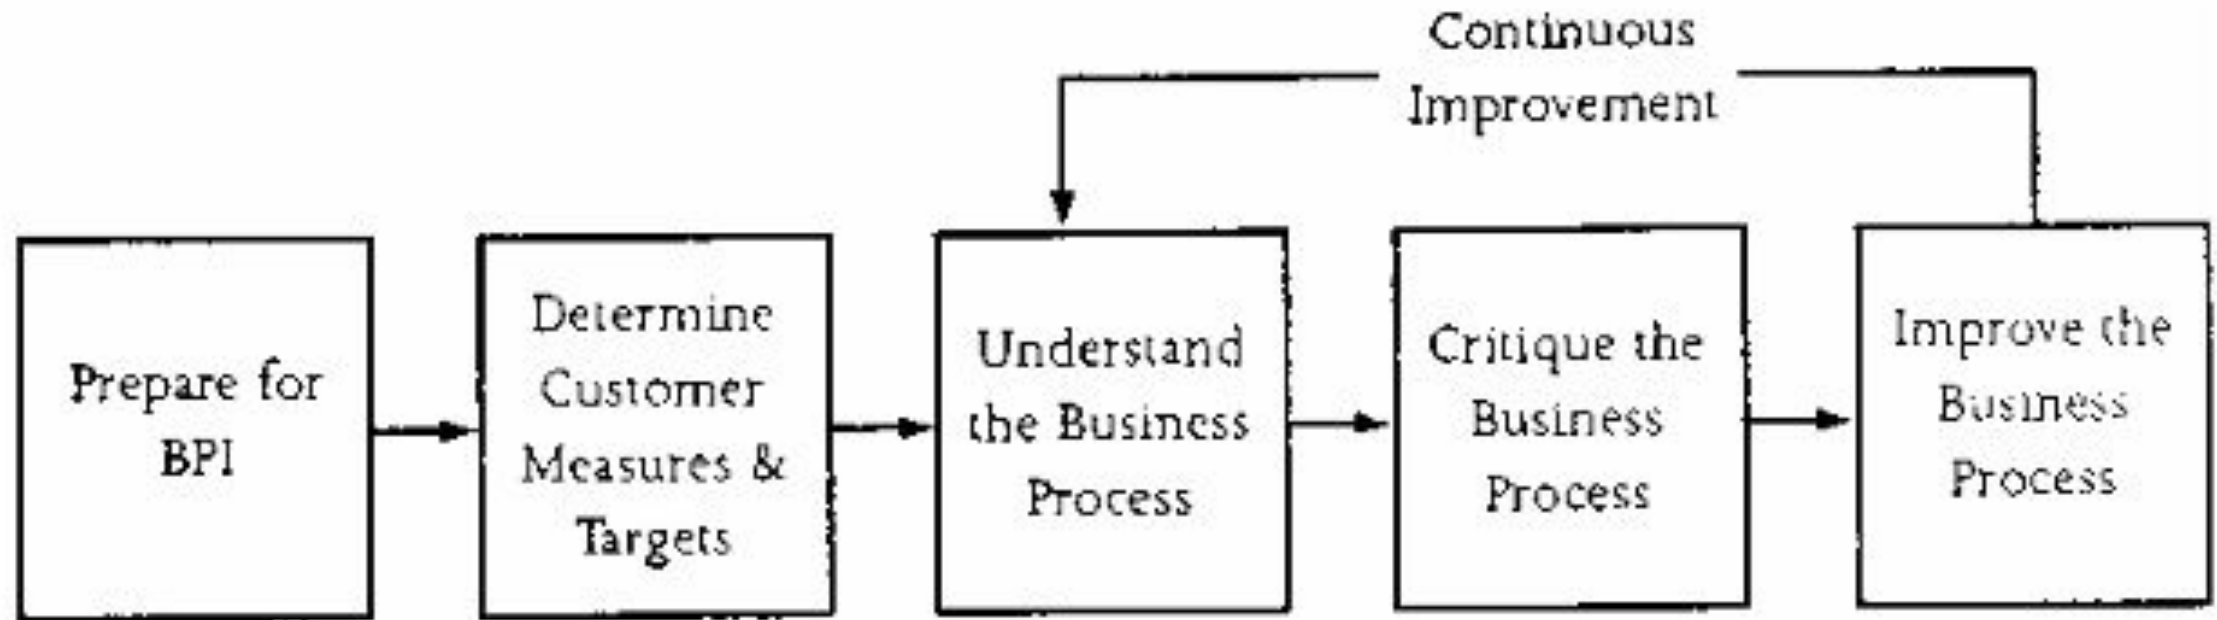 Continuous
Improvement
Prepare for
BPI
Determine
Customer
Measures &
Targets
Understand
the Business
Process
Critique the
Business
Process
Improve the
Business
Process